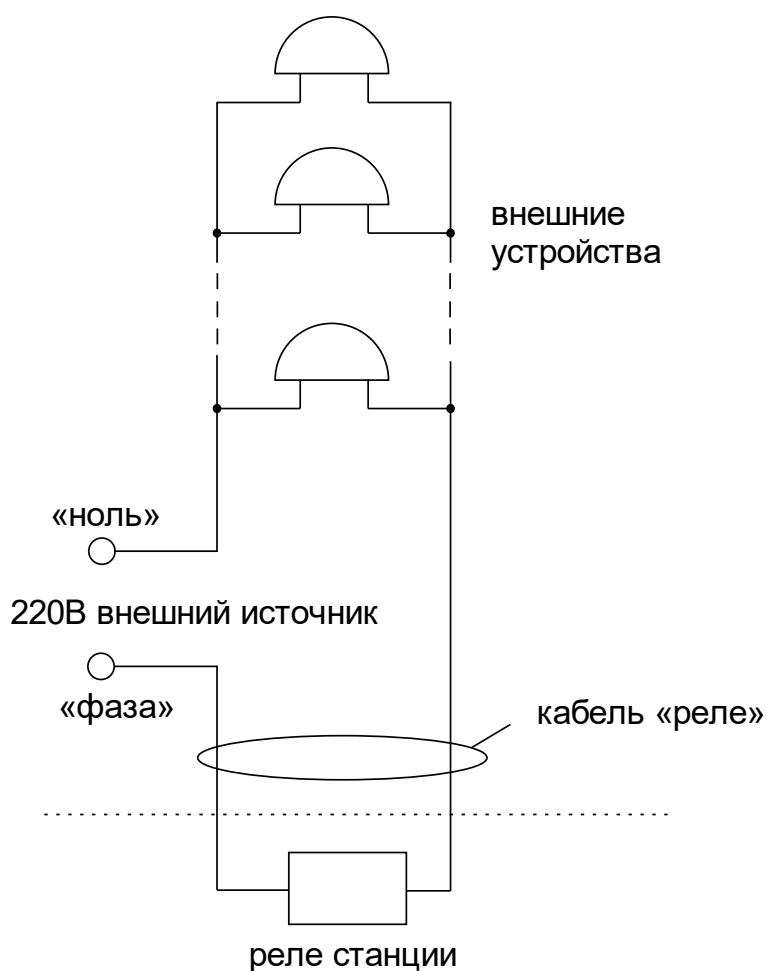 внешние
устройства
«ноль»
220В внешний источник
«фаза»
кабель «реле»
реле станции